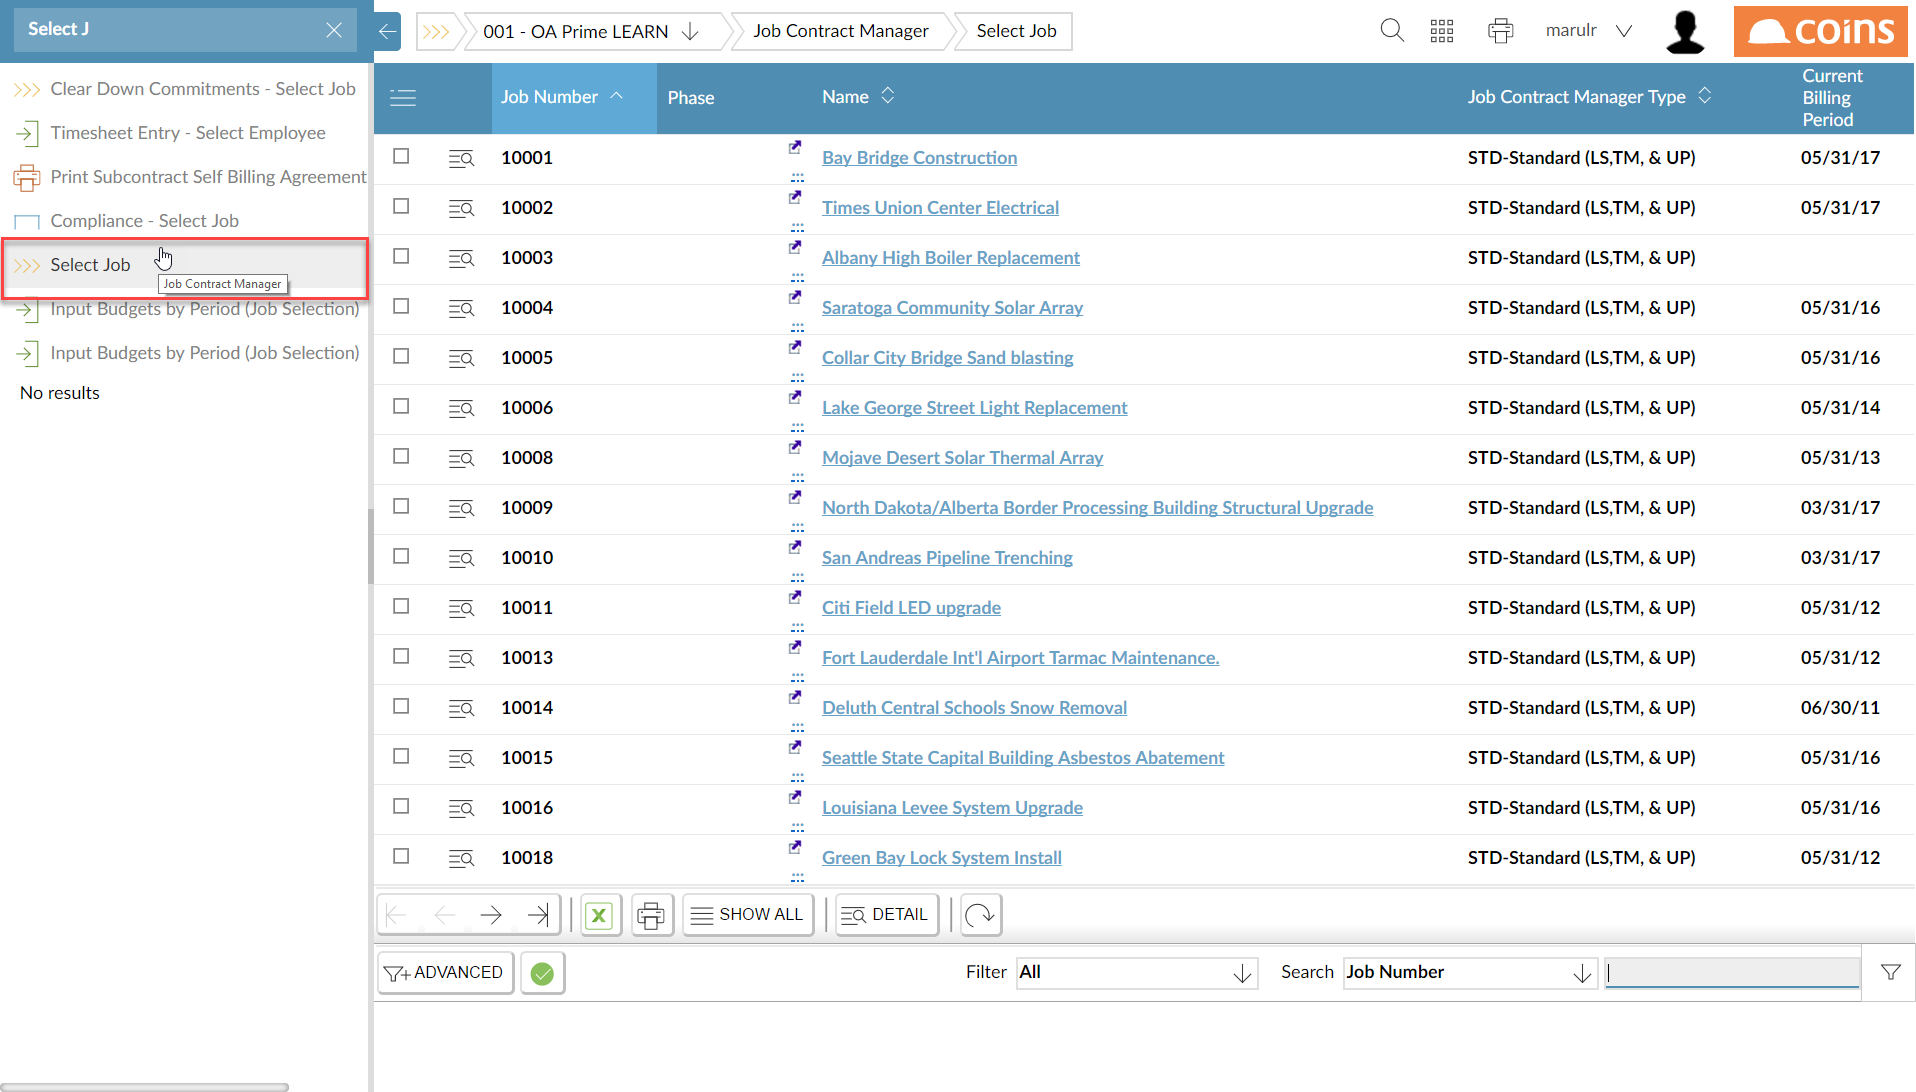 Select J
001 - OA Prime LEARN
Job Contract Manager
Select Job
marulr
coins
Clear Down Commitments - Select Job
Timesheet Entry - Select Employee
Print Subcontract Self Billing Agreement
Compliance - Select Job
Select Job
Job Contract Manager
Input Budgets by Period (Job Selection)
Input Budgets by Period (Job Selection)
No results
Job Number Phase Name Job Contract Manager Type Current Billing Period
10001 Bay Bridge Construction STD-Standard (LS,TM, & UP) 05/31/17
10002 Times Union Center Electrical STD-Standard (LS,TM, & UP) 05/31/17
10003 Albany High Boiler Replacement STD-Standard (LS,TM, & UP)
10004 Saratoga Community Solar Array STD-Standard (LS,TM, & UP) 05/31/16
10005 Collar City Bridge Sand blasting STD-Standard (LS,TM, & UP) 05/31/16
10006 Lake George Street Light Replacement STD-Standard (LS,TM, & UP) 05/31/14
10008 Mojave Desert Solar Thermal Array STD-Standard (LS,TM, & UP) 05/31/13
10009 North Dakota/Alberta Border Processing Building Structural Upgrade STD-Standard (LS,TM, & UP) 03/31/17
10010 San Andreas Pipeline Trenching STD-Standard (LS,TM, & UP) 03/31/17
10011 Citi Field LED upgrade STD-Standard (LS,TM, & UP) 05/31/12
10013 Fort Lauderdale Int'l Airport Tarmac Maintenance. STD-Standard (LS,TM, & UP) 05/31/12
10014 Deluth Central Schools Snow Removal STD-Standard (LS,TM, & UP) 06/30/11
10015 Seattle State Capital Building Asbestos Abatement STD-Standard (LS,TM, & UP) 05/31/16
10016 Louisiana Levee System Upgrade STD-Standard (LS,TM, & UP) 05/31/16
10018 Green Bay Lock System Install STD-Standard (LS,TM, & UP) 05/31/12
SHOW ALL DETAIL
ADVANCED Filter All Search Job Number